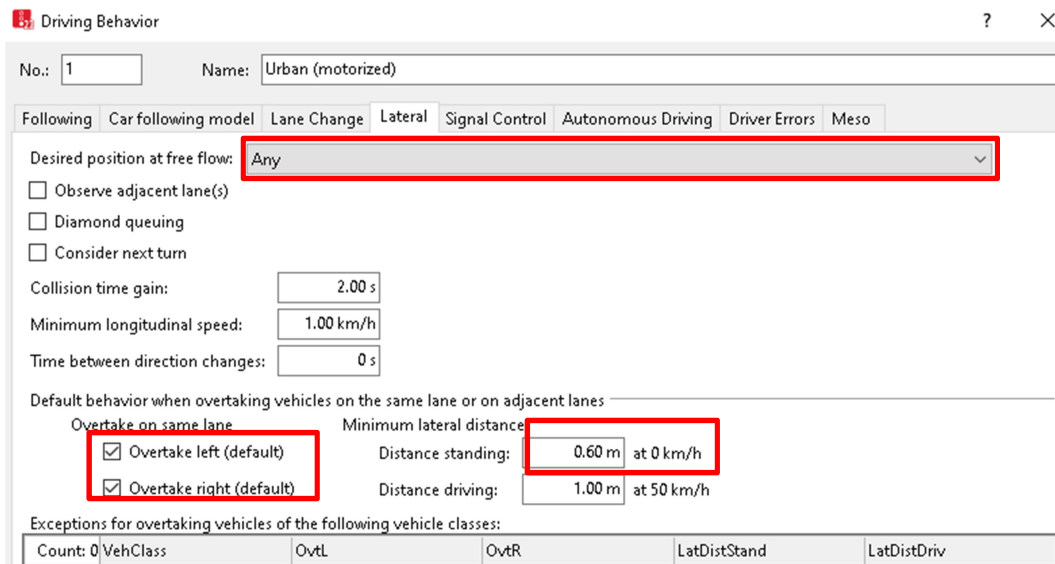 Driving Behavior ?
No.: 1 Name: Urban (motorized)
Following Car following model Lane Change Lateral Signal Control Autonomous Driving Driver Errors Meso
Desired position at free flow: Any
Observe adjacent lane(s)
Diamond queuing
Consider next turn
Collision time gain: 2.00 s
Minimum longitudinal speed: 1.00 km/h
Time between direction changes: 0 s
Default behavior when overtaking vehicles on the same lane or on adjacent lanes
Overtake on same lane Minimum lateral distance
Overtake left (default) Distance standing: 0.60 m at 0 km/h
Overtake right (default) Distance driving: 1.00 m at 50 km/h
Exceptions for overtaking vehicles of the following vehicle classes:
Count: 0 VehClass OvtL OvtR LatDistStand LatDistDriv